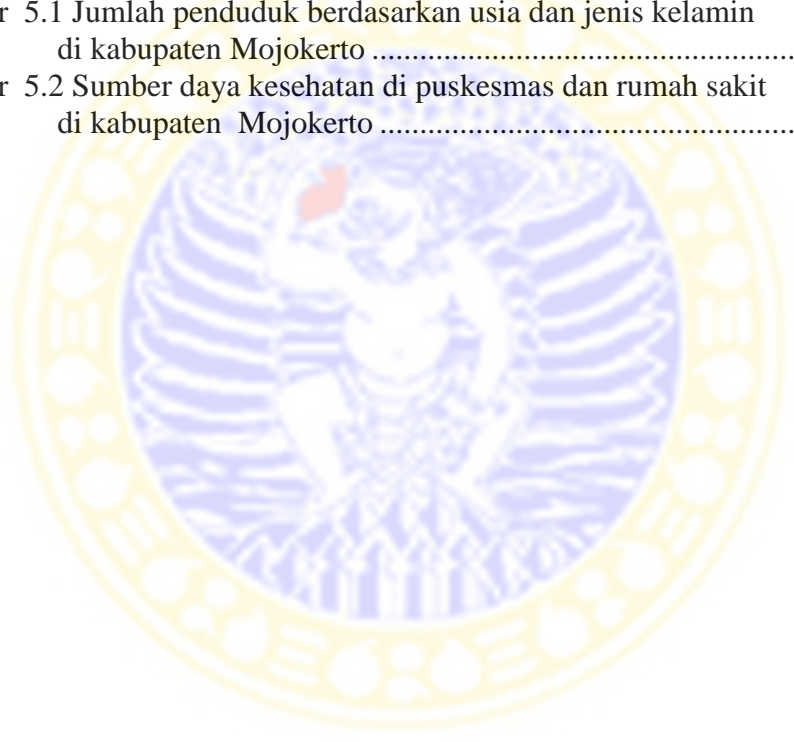 r 5.1 Jumlah penduduk berdasarkan usia dan jenis kelamin
di kabupaten Mojokerto ....................................................
r 5.2 Sumber daya kesehatan di puskesmas dan rumah sakit
di kabupaten Mojokerto ...................................................